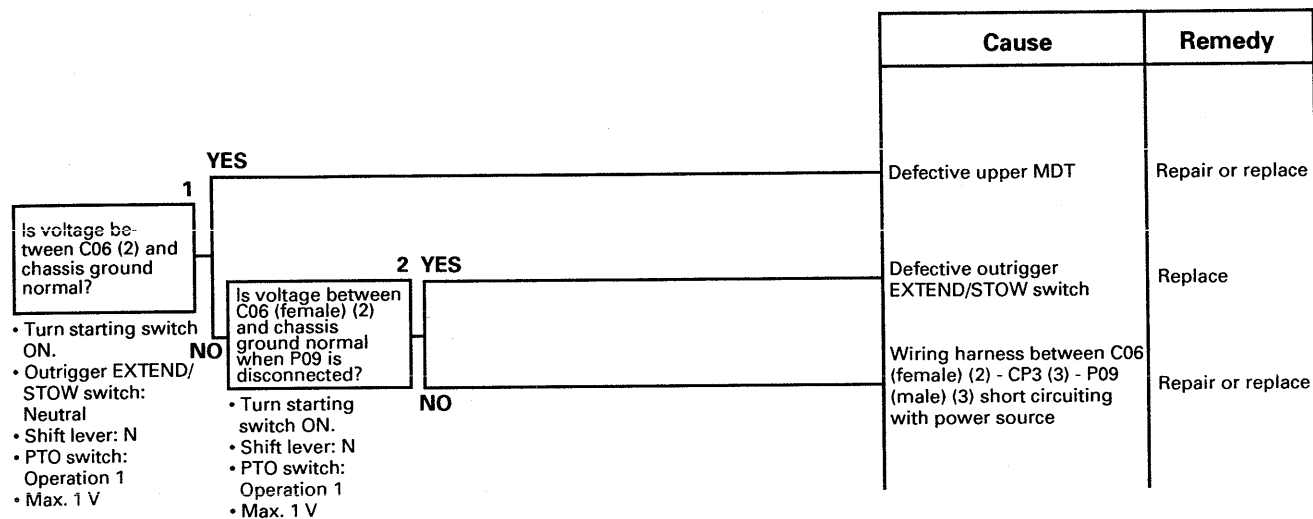 Cause
Remedy
YES
1
Defective upper MDT
Repair or replace
Is voltage be-
tween C06 (2) and
chassis ground
normal?
• Turn starting switch
ON.
• Outrigger EXTEND/
STOW switch:
Neutral
• Shift lever: N
• PTO switch:
Operation 1
• Max. 1 V
NO
2 YES
Is voltage between
C06 (female) (2)
and chassis
ground normal
when P09 is
disconnected?
• Turn starting
switch ON.
• Shift lever: N
• PTO switch:
Operation 1
• Max. 1 V
Defective outrigger
EXTEND/STOW switch
Replace
NO
Wiring harness between C06
(female) (2) - CP3 (3) - P09
(male) (3) short circuiting
with power source
Repair or replace